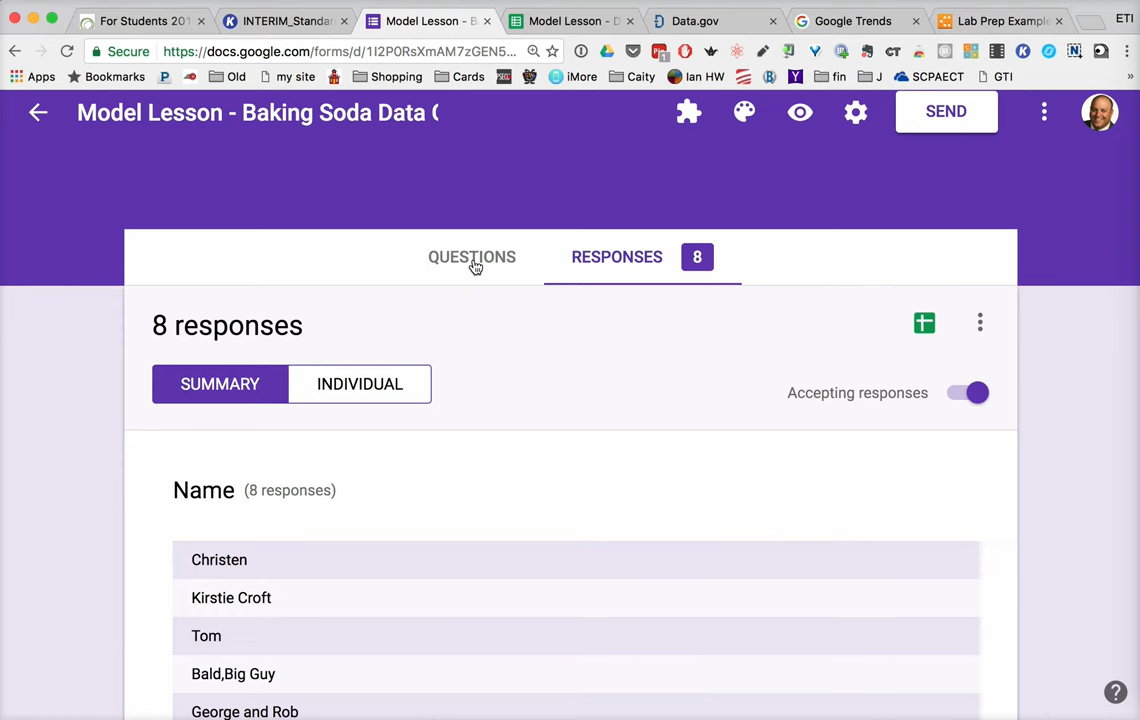 For Students 201
INTERIM_Standar
Model Lesson - B
Model Lesson - D
Data.gov
Google Trends
Lab Prep Example
ETI
Secure
https://docs.google.com/forms/d/1I2P0RsXmAM7zGEN5...
Apps
Bookmarks
Old
my site
Shopping
Cards
iMore
Caity
Ian HW
fin
J
SCPAECT
GTI
»
Model Lesson - Baking Soda Data C
SEND
QUESTIONS
RESPONSES 8
8 responses
SUMMARY
INDIVIDUAL
Accepting responses
Name (8 responses)
Christen
Kirstie Croft
Tom
Bald,Big Guy
George and Rob